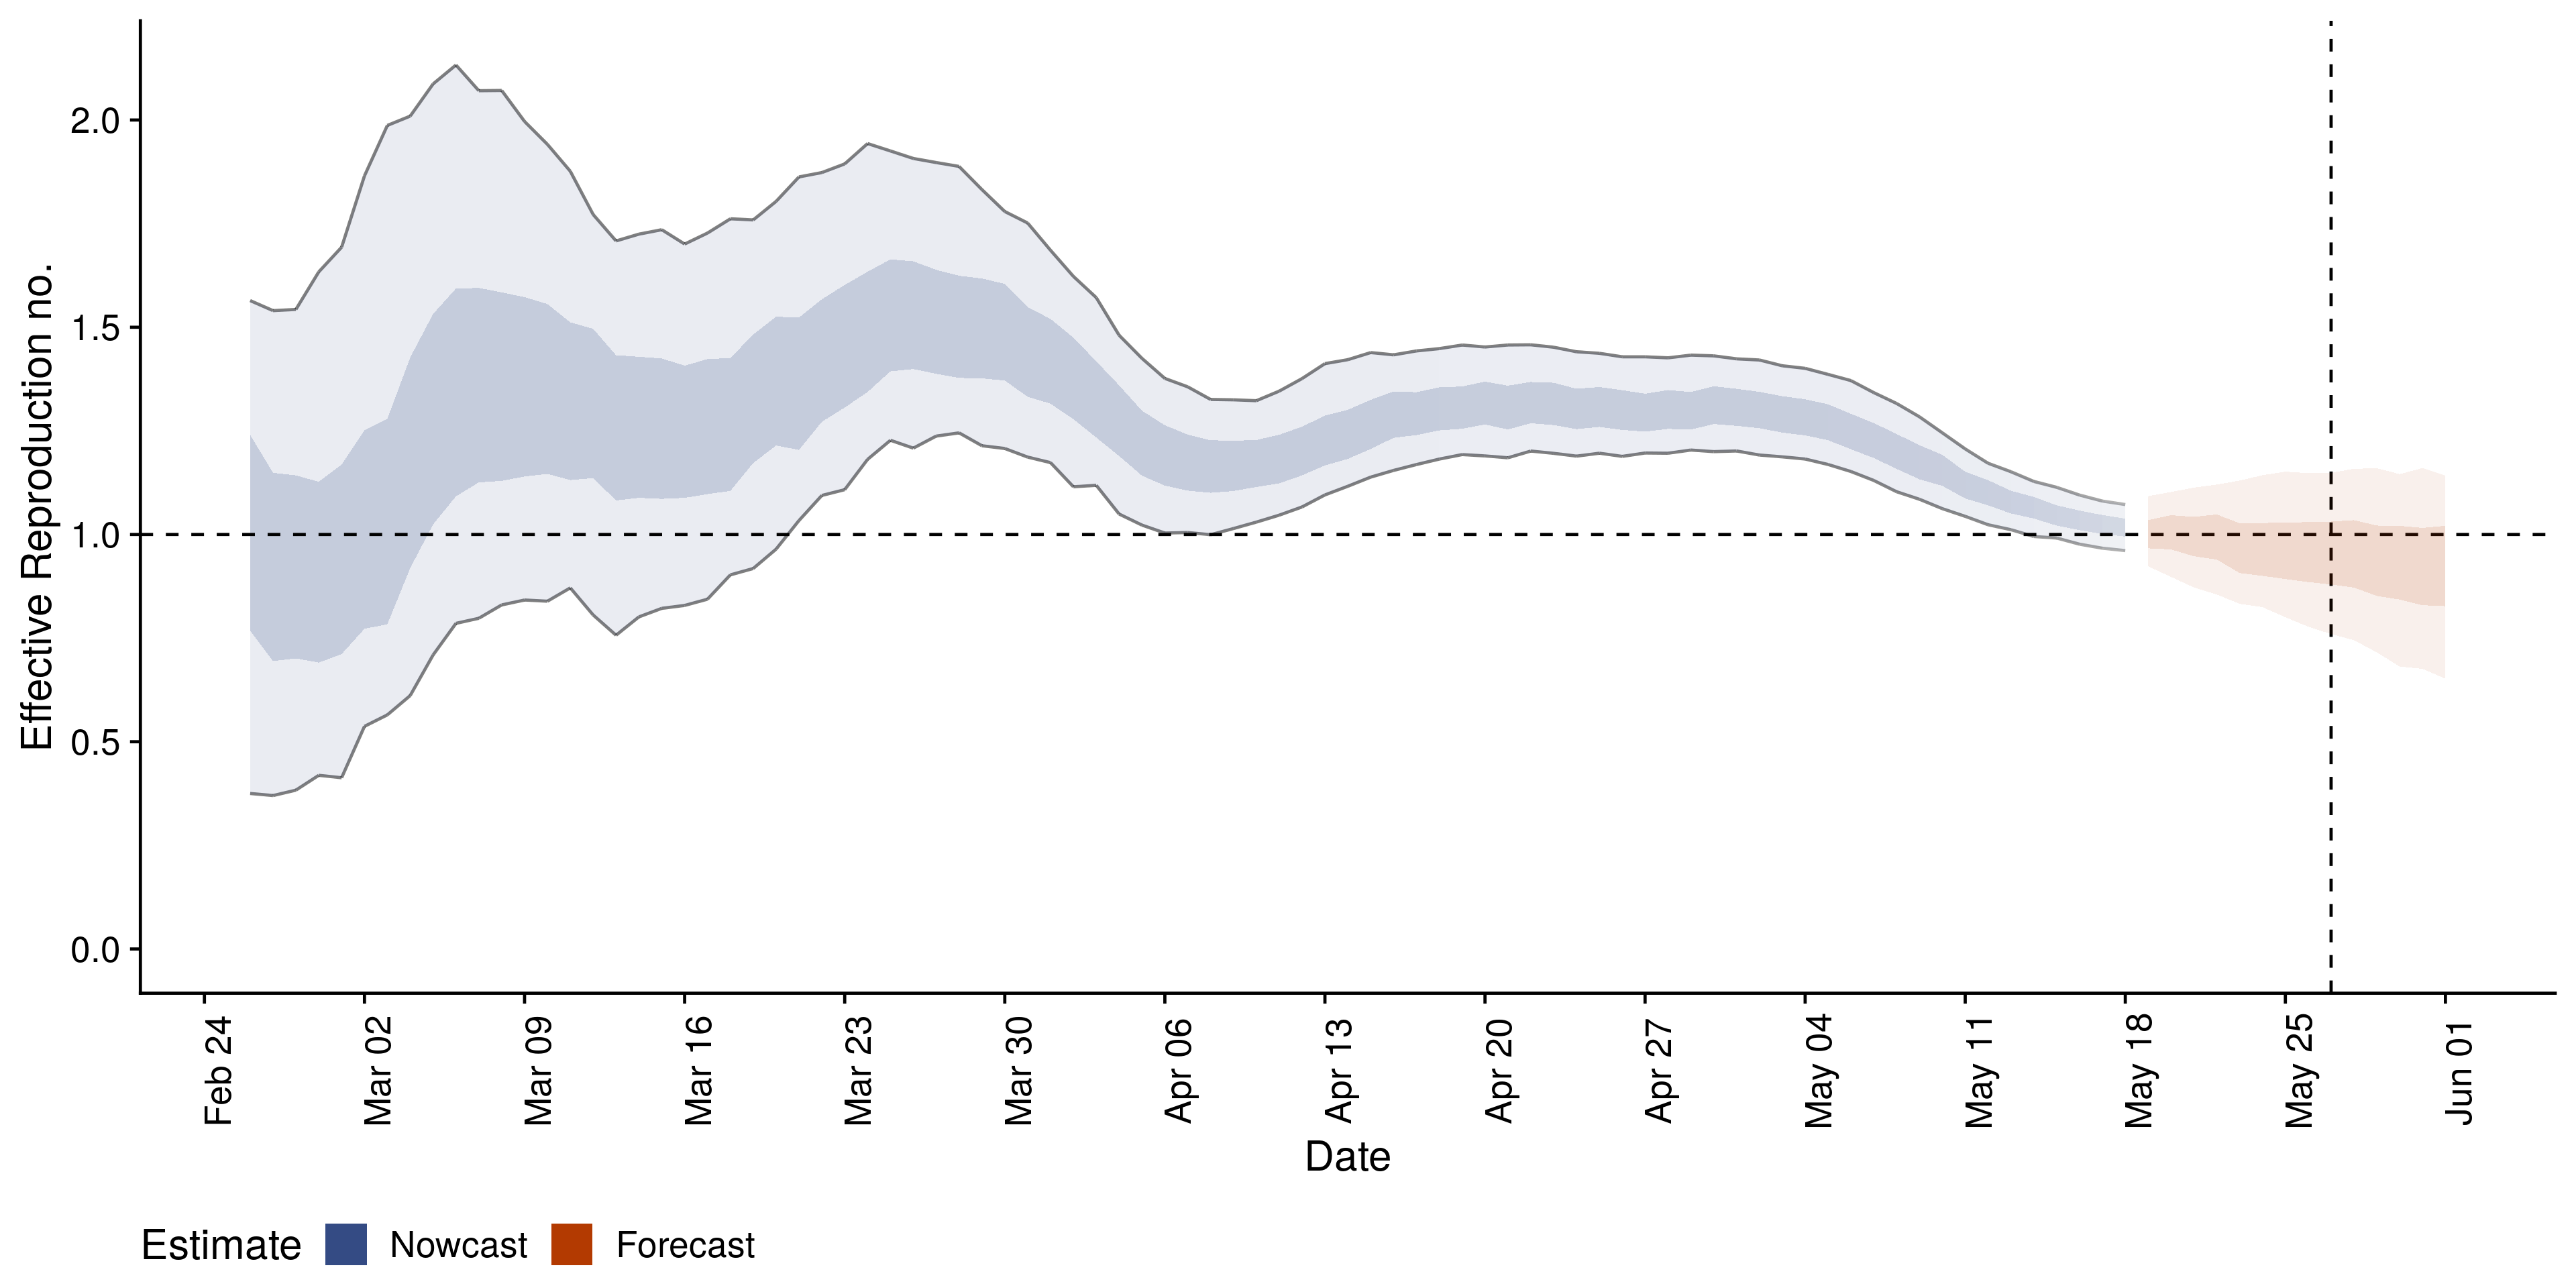 Effective Reproduction no.
2.0
1.5
1.0
0.5
0.0
Feb 24
Mar 02
Mar 09
Mar 16
Mar 23
Mar 30
Apr 06
Apr 13
Apr 20
Apr 27
May 04
May 11
May 18
May 25
Jun 01
Date
Estimate Nowcast Forecast